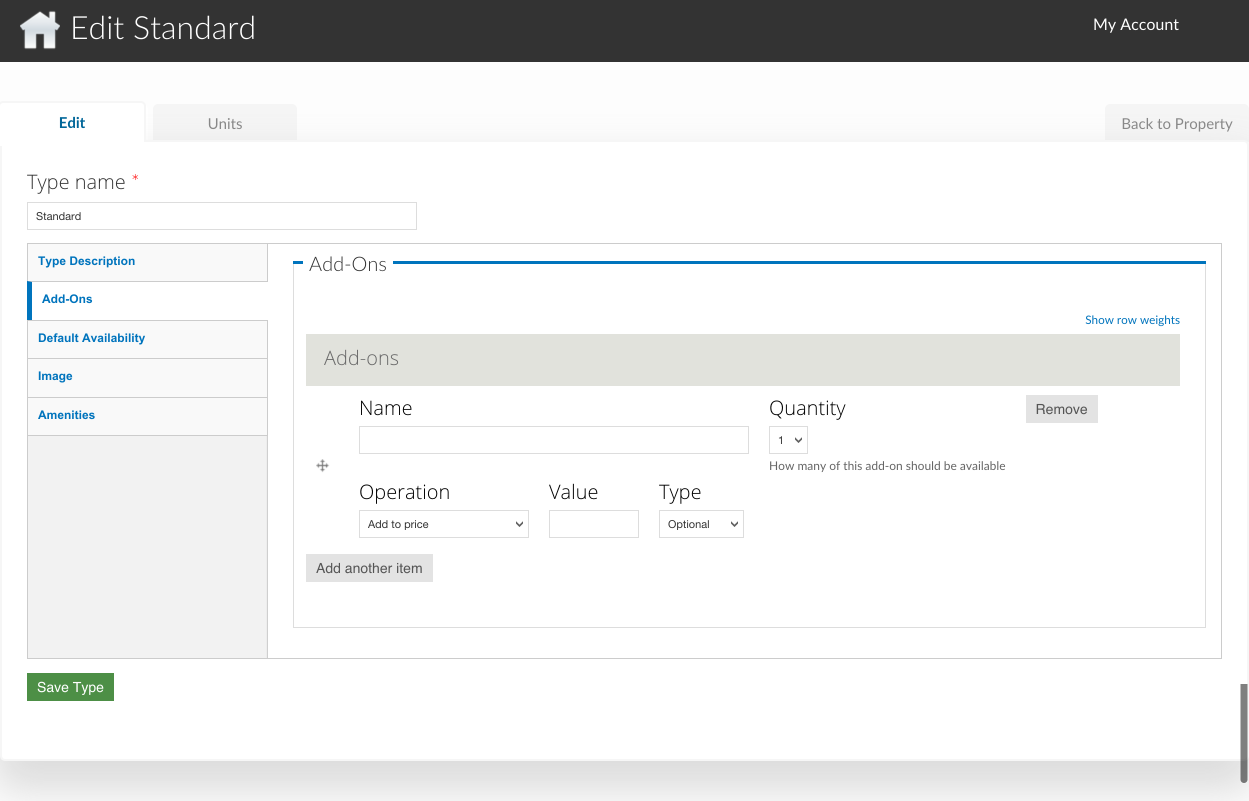 Edit Standard
My Account
Edit
Units
Back to Property
Type name *
Standard
Type Description
Add-Ons
Default Availability
Image
Amenities
Add-Ons
Show row weights
Add-ons
Name
Quantity
Remove
1
How many of this add-on should be available
Operation
Value
Type
Add to price
Optional
Add another item
Save Type